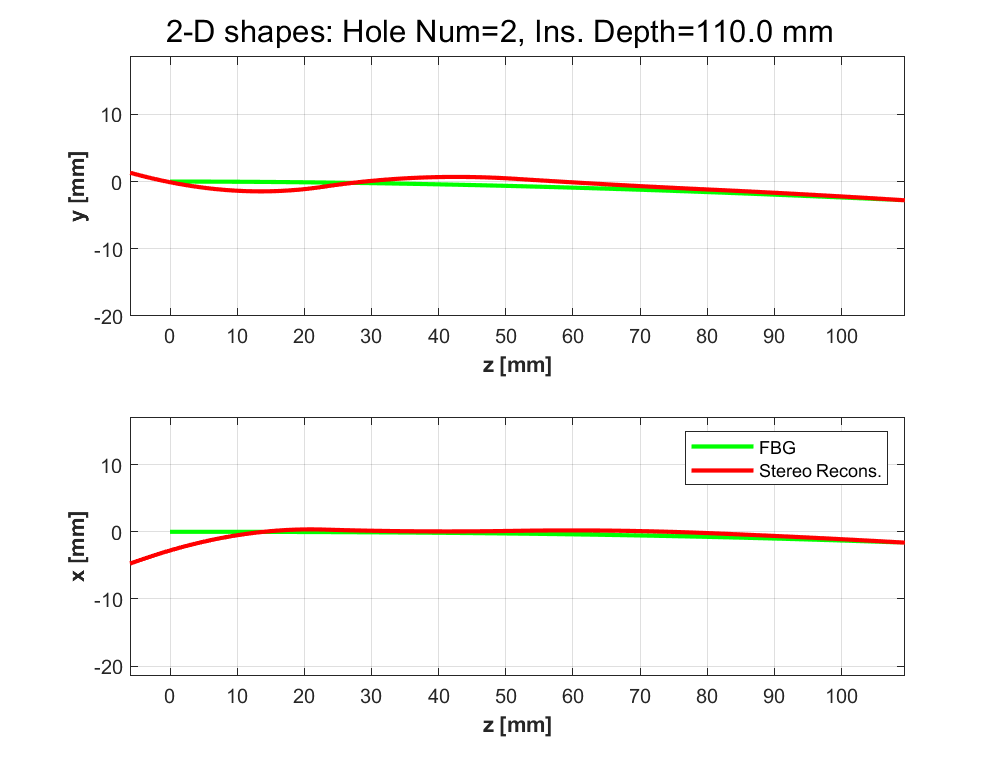 2-D shapes: Hole Num=2, Ins. Depth=110.0 mm
10
0
-10
-20
y [mm]
0 10 20 30 40 50 60 70 80 90 100
z [mm]
FBG
Stereo Recons.
10
0
-10
-20
x [mm]
0 10 20 30 40 50 60 70 80 90 100
z [mm]